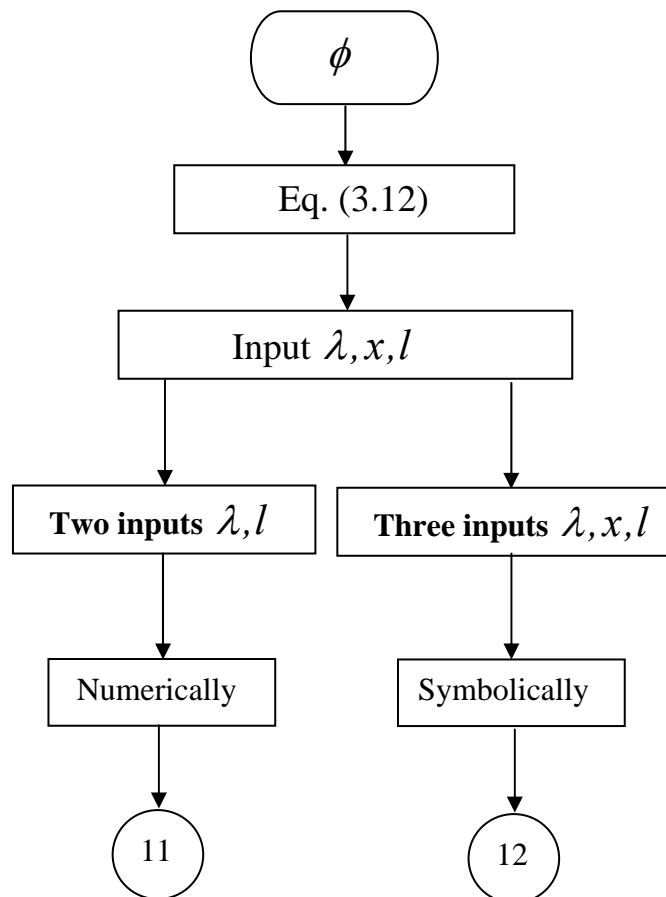 ϕ
Eq. (3.12)
Input λ, x, l
Two inputs λ, l
Three inputs λ, x, l
Numerically
Symbolically
11
12